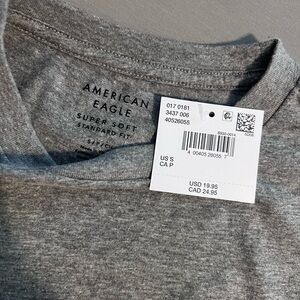 AMERICAN
EAGLE
SUPER SOFT
STANDARD FIT
S/P/CH
017 0181
3437 006
40526055
US S
CA P
USD 19.95
CAD 24.95